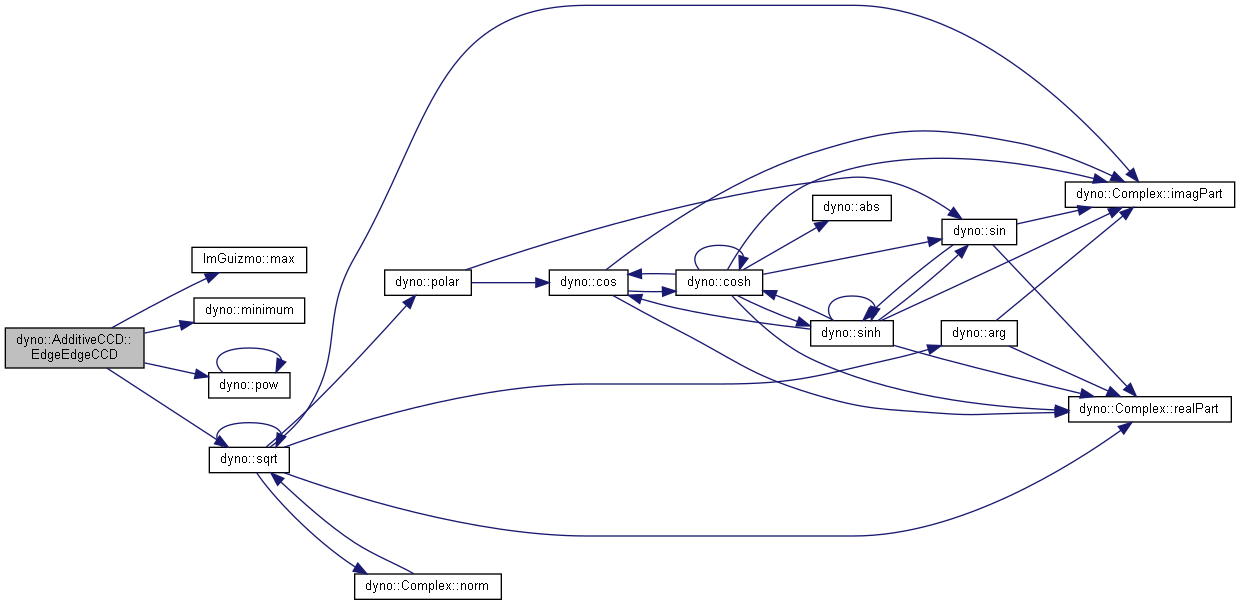 dyno::AdditiveCCD::
EdgeEdgeCCD
ImGuizmo::max
dyno::minimum
dyno::pow
dyno::sqrt
dyno::polar
dyno::Complex::norm
dyno::cos
dyno::cosh
dyno::abs
dyno::sinh
dyno::sin
dyno::arg
dyno::Complex::imagPart
dyno::Complex::realPart